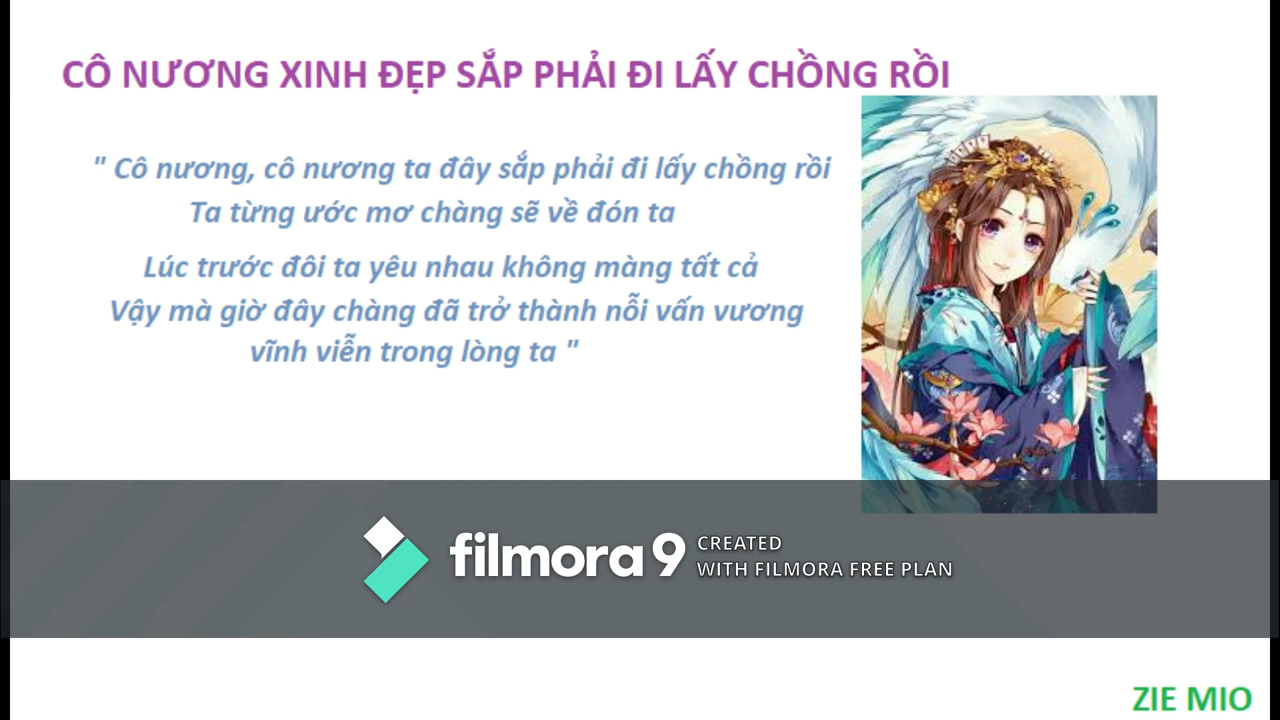 CÔ NƯƠNG XINH ĐẸP SẮP PHẢI ĐI LẤY CHỒNG RỒI
" Cô nương, cô nương ta đây sắp phải đi lấy chồng rồi
Ta từng ước mơ chàng sẽ về đón ta
Lúc trước đôi ta yêu nhau không màng tất cả
Vậy mà giờ đây chàng đã trở thành nỗi vấn vương
vĩnh viễn trong lòng ta "
filmora 9
CREATED
WITH FILMORA FREE PLAN
ZIE MIO